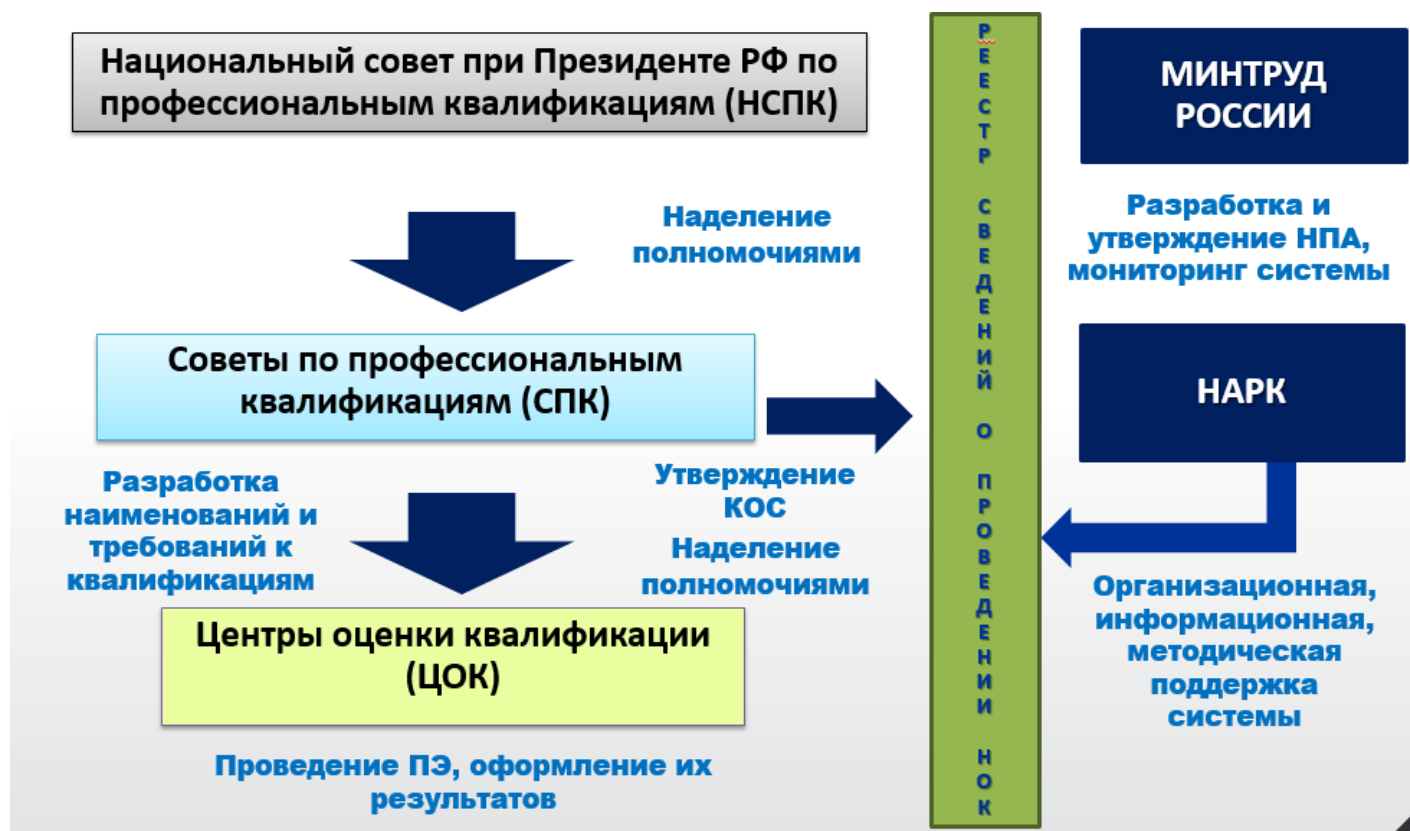 Национальный совет при Президенте РФ по
профессиональным квалификациям (НСПК)
Наделение
полномочиями
Советы по профессиональным
квалификациям (СПК)
Разработка
наименований и
требований к
квалификациям
Утверждение
КОС
Наделение
полномочиями
Центры оценки квалификации
(ЦОК)
Проведение ПЭ, оформление их
результатов
РЕЕСТР СВЕДЕНИЙ О ПРОВЕДЕНИИ НОК
МИНТРУД
РОССИИ
Разработка и
утверждение НПА,
мониторинг системы
НАРК
Организационная,
информационная,
методическая
поддержка
системы